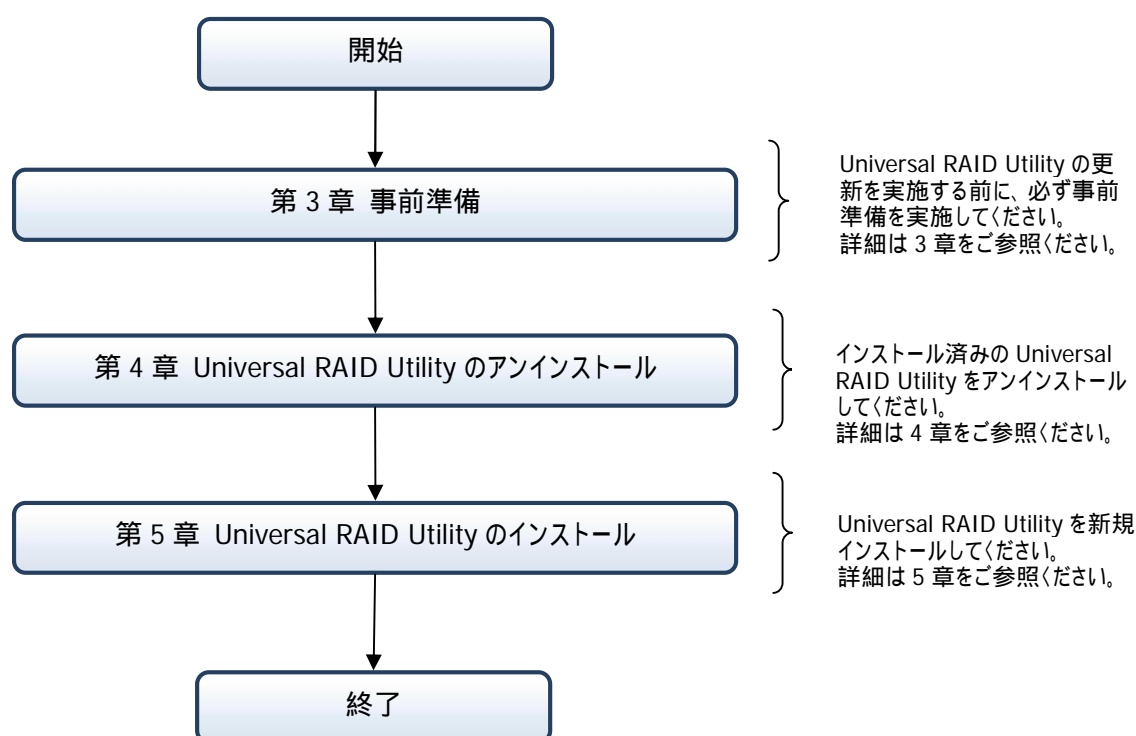 開始
第 3 章 事前準備
Universal RAID Utility の更
新を実施する前に、必ず事前
準備を実施してください。
詳細は 3 章をご参照ください。
第 4 章 Universal RAID Utility のアンインストール
インストール済みの Universal
RAID Utility をアンインストール
してください。
詳細は 4 章をご参照ください。
第 5 章 Universal RAID Utility のインストール
Universal RAID Utility を新規
インストールしてください。
詳細は 5 章をご参照ください。
終了